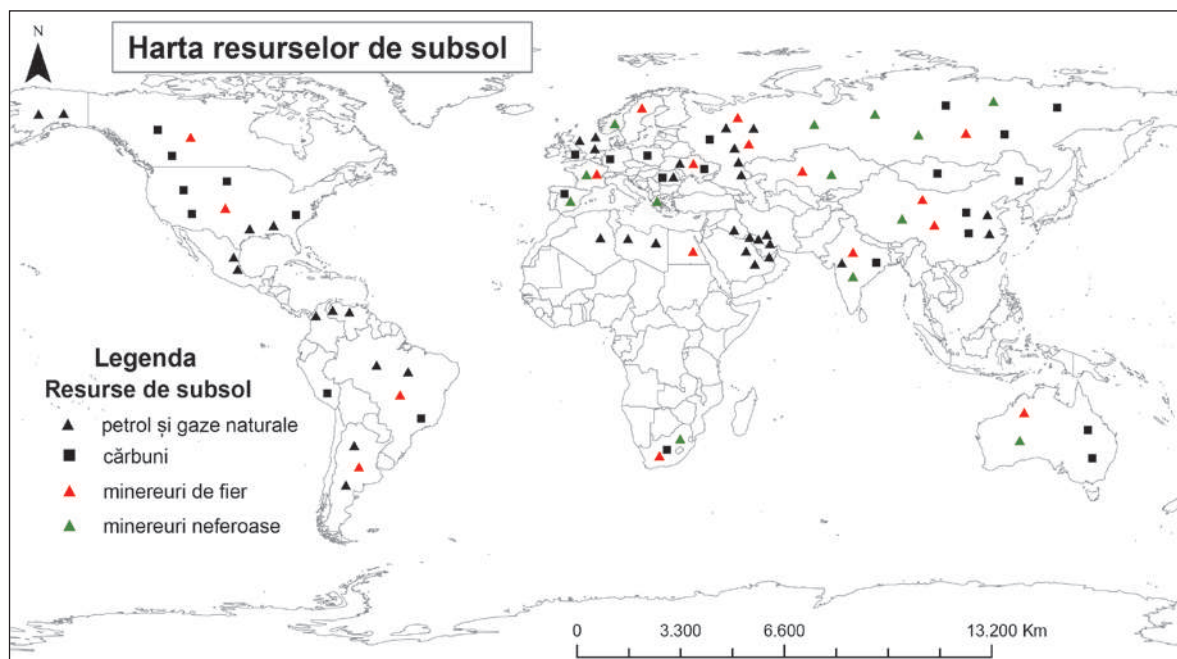 N
Harta resurselor de subsol
Legenda
Resurse de subsol
petrol și gaze naturale
cărbuni
minereuri de fier
minereuri neferoase
0 3.300 6.600 13.200 Km